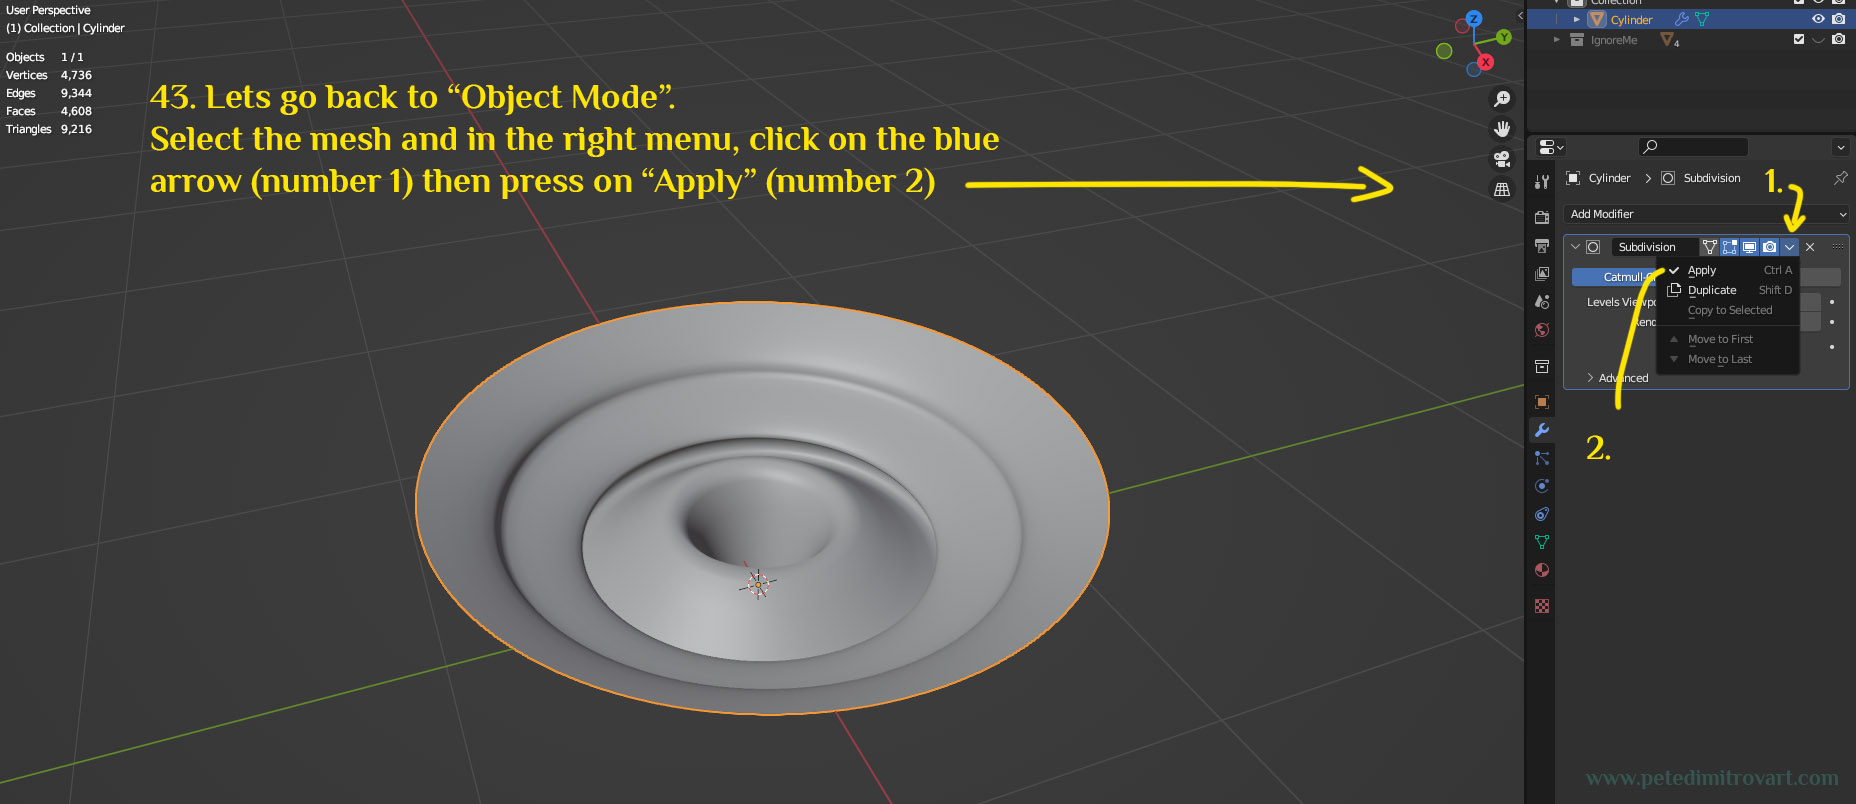 User Perspective
(1) Collection | Cylinder
Objects 1 / 1
Vertices 4,736
Edges 9,344
Faces 4,608
Triangles 9,216
43. Lets go back to “Object Mode”.
Select the mesh and in the right menu, click on the blue
arrow (number 1) then press on “Apply” (number 2)
Z
Y
X
Collection
Cylinder
IgnoreMe
4
Cylinder > Subdivision
1.
Add Modifier
Subdivision
Apply Ctrl A
Duplicate Shift D
Copy to Selected
Move to First
Move to Last
Levels
Advanced
2.
www.petedimitrovart.com